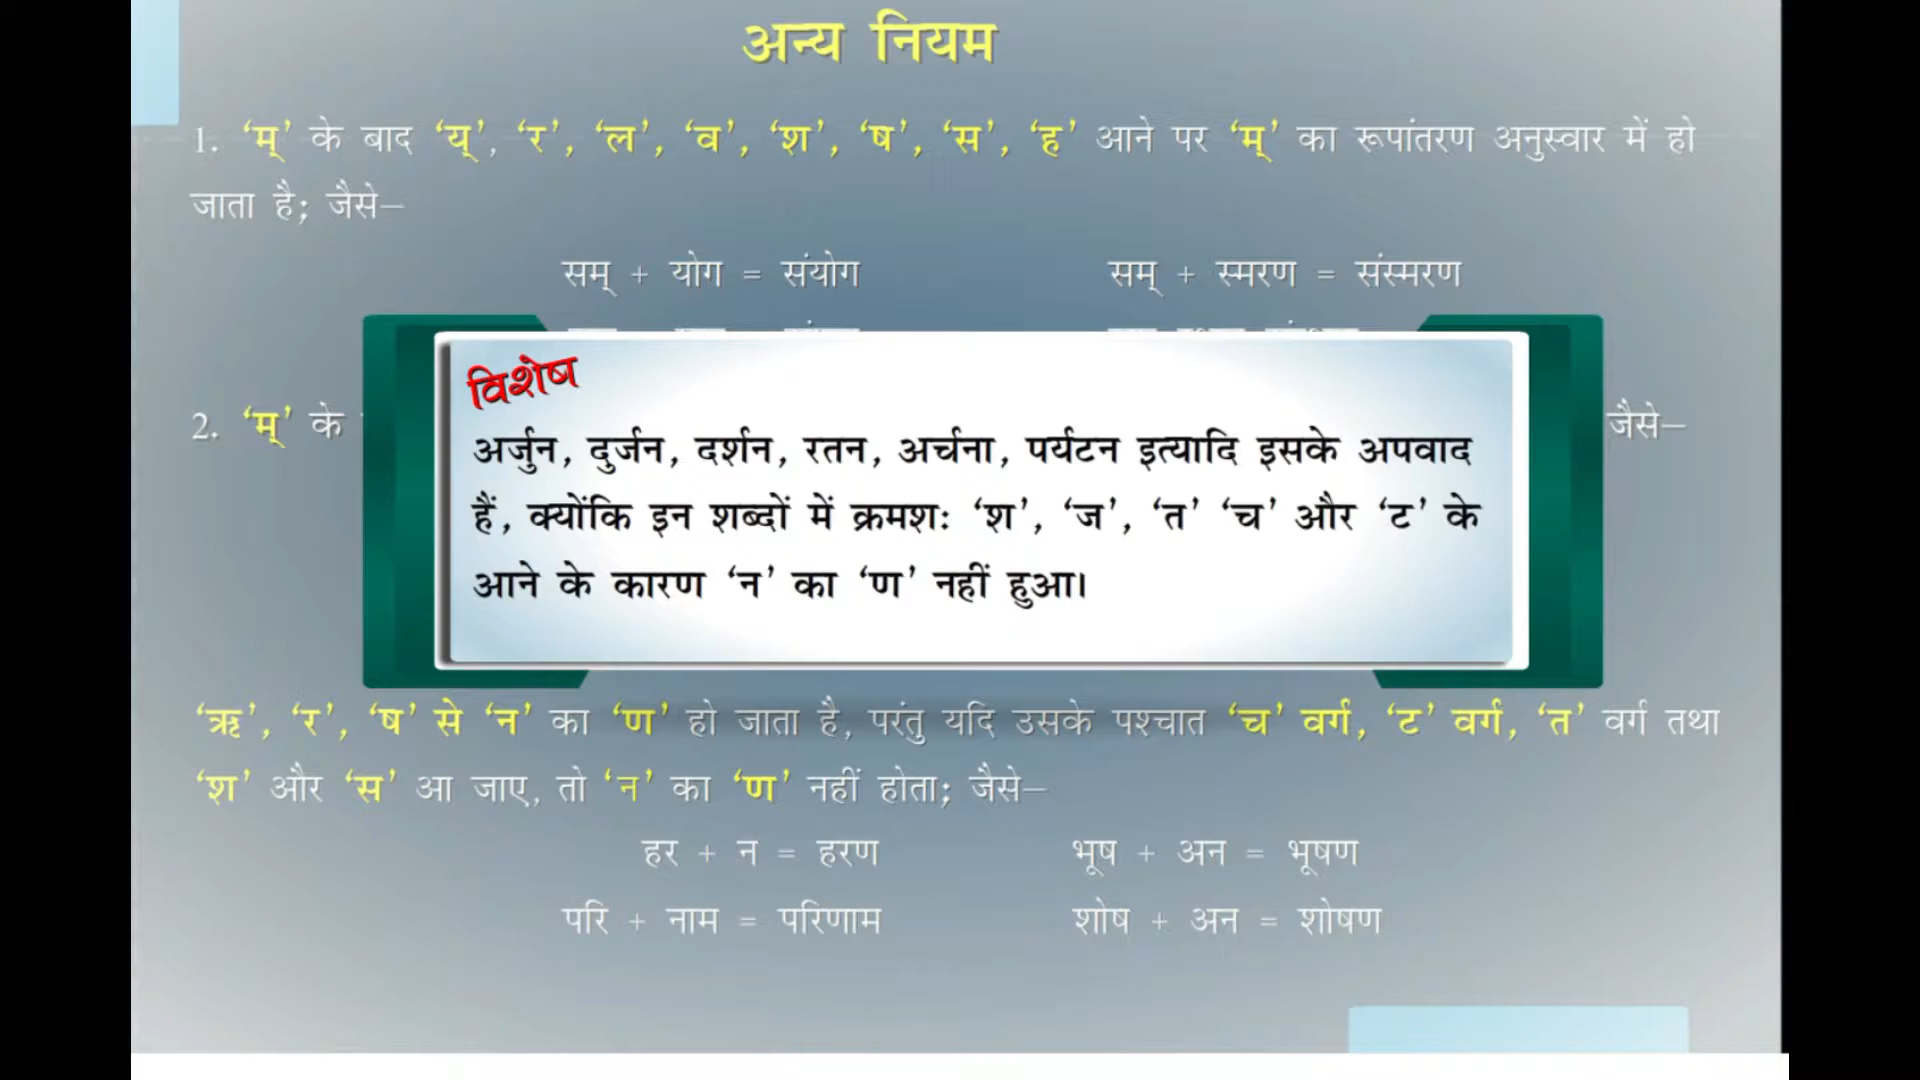 अन्य नियम
1. ‘म्’ के बाद ‘य्’, ‘र’, ‘ल’, ‘व’, ‘श’, ‘ष’, ‘स’, ‘ह’ आने पर ‘म्’ का रूपांतरण अनुस्वार में हो
जाता है; जैसे–
सम् + योग = संयोग सम् + स्मरण = संस्मरण
2. ‘म्’ के जैसे–
विशेष
अर्जुन, दुर्जन, दर्शन, रतन, अर्चना, पर्यटन इत्यादि इसके अपवाद
हैं, क्योंकि इन शब्दों में क्रमशः ‘श’, ‘ज’, ‘त’ ‘च’ और ‘ट’ के
आने के कारण ‘न’ का ‘ण’ नहीं हुआ।
‘ऋ’, ‘र’, ‘ष’ से ‘न’ का ‘ण’ हो जाता है, परंतु यदि उसके पश्चात ‘च’ वर्ग, ‘ट’ वर्ग, ‘त’ वर्ग तथा
‘श’ और ‘स’ आ जाए, तो ‘न’ का ‘ण’ नहीं होता; जैसे–
हर + न = हरण भूष + अन = भूषण
परि + नाम = परिणाम शोष + अन = शोषण